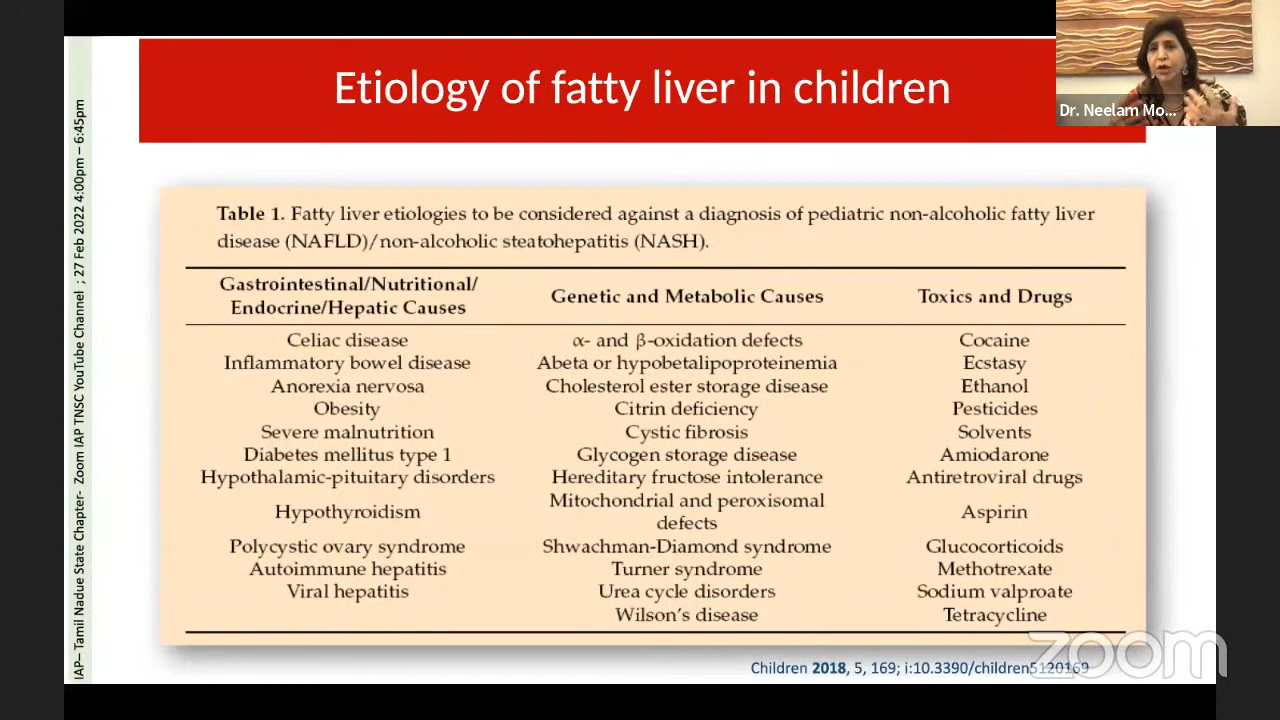 Etiology of fatty liver in children
Dr. Neelam Mo...
IAP– Tamil Nadue State Chapter- Zoom IAP TNSC YouTube Channel ; 27 Feb 2022 4:00pm – 6:45pm
Table 1. Fatty liver etiologies to be considered against a diagnosis of pediatric non-alcoholic fatty liver
disease (NAFLD)/non-alcoholic steatohepatitis (NASH).
Gastrointestinal/Nutritional/
Endocrine/Hepatic Causes
Genetic and Metabolic Causes
Toxics and Drugs
Celiac disease α- and β-oxidation defects Cocaine
Inflammatory bowel disease Abeta or hypobetalipoproteinemia Ecstasy
Anorexia nervosa Cholesterol ester storage disease Ethanol
Obesity Citrin deficiency Pesticides
Severe malnutrition Cystic fibrosis Solvents
Diabetes mellitus type 1 Glycogen storage disease Amiodarone
Hypothalamic-pituitary disorders Hereditary fructose intolerance Antiretroviral drugs
Hypothyroidism Mitochondrial and peroxisomal
defects Aspirin
Polycystic ovary syndrome Shwachman-Diamond syndrome Glucocorticoids
Autoimmune hepatitis Turner syndrome Methotrexate
Viral hepatitis Urea cycle disorders Sodium valproate
Wilson's disease Tetracycline
Children 2018, 5, 169; i:10.3390/children5120169
zoom